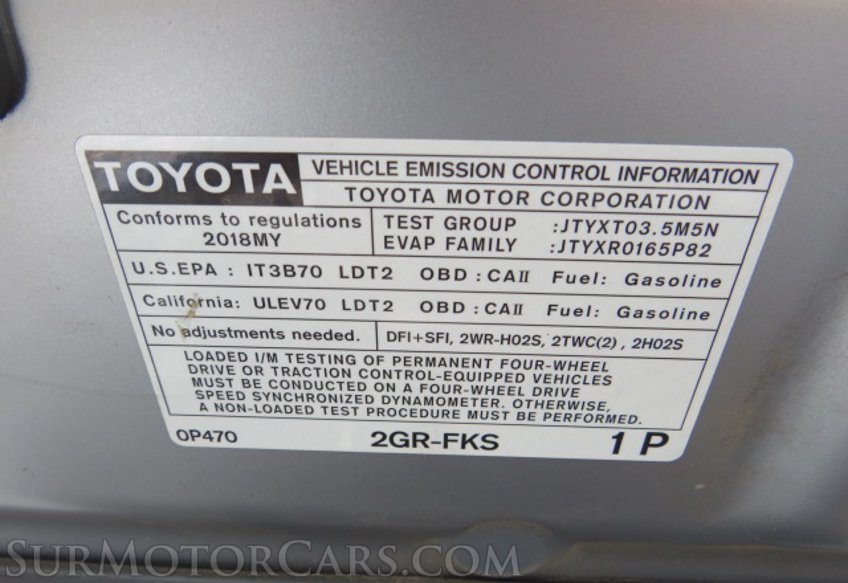 TOYOTA
VEHICLE EMISSION CONTROL INFORMATION
TOYOTA MOTOR CORPORATION
Conforms to regulations
2018MY
TEST GROUP :JTYXT03.5M5N
EVAP FAMILY :JTYXR0165P82
U.S.EPA : IT3B70 LDT2 OBD : CAII Fuel: Gasoline
California: ULEV70 LDT2 OBD : CAII Fuel: Gasoline
No adjustments needed.
DFI+SFI, 2WR-HO2S, 2TWC(2) , 2HO2S
LOADED I/M TESTING OF PERMANENT FOUR-WHEEL
DRIVE OR TRACTION CONTROL-EQUIPPED VEHICLES
MUST BE CONDUCTED ON A FOUR-WHEEL DRIVE
SPEED SYNCHRONIZED DYNAMOMETER. OTHERWISE,
A NON-LOADED TEST PROCEDURE MUST BE PERFORMED.
0P470
2GR-FKS
1 P
SURMOTORCARS.COM